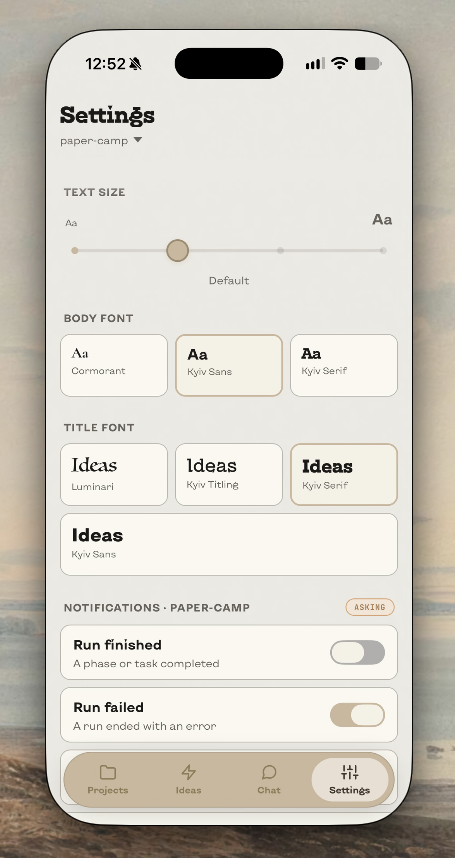 12:52
Settings
paper-camp
TEXT SIZE
Aa Aa
Default
BODY FONT
Aa Aa Aa
Cormorant Kyiv Sans Kyiv Serif
TITLE FONT
Ideas Ideas Ideas
Luminari Kyiv Titling Kyiv Serif
Ideas
Kyiv Sans
NOTIFICATIONS · PAPER-CAMP ASKING
Run finished
A phase or task completed
Run failed
A run ended with an error
Projects Ideas Chat Settings